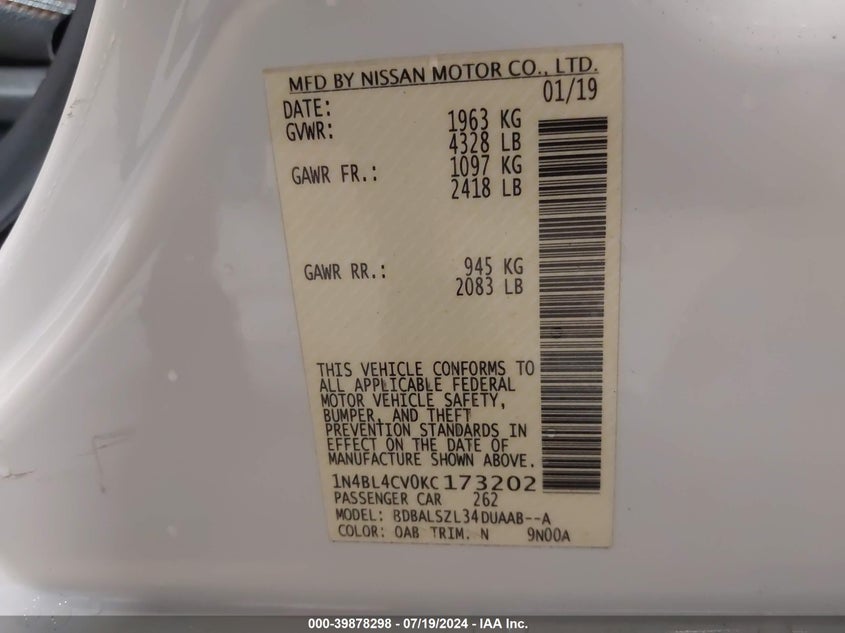 MFD BY NISSAN MOTOR CO., LTD.
DATE: 01/19
GVWR: 1963 KG
4328 LB
GAWR FR.: 1097 KG
2418 LB
GAWR RR.: 945 KG
2083 LB
THIS VEHICLE CONFORMS TO
ALL APPLICABLE FEDERAL
MOTOR VEHICLE SAFETY,
BUMPER, AND THEFT
PREVENTION STANDARDS IN
EFFECT ON THE DATE OF
MANUFACTURE SHOWN ABOVE.
1N4BL4CV0KC173202
PASSENGER CAR 262
MODEL: BDBALSZL34DUAAB--A
COLOR: QAB TRIM. N 9N00A
000-39878298 - 07/19/2024 - IAA Inc.